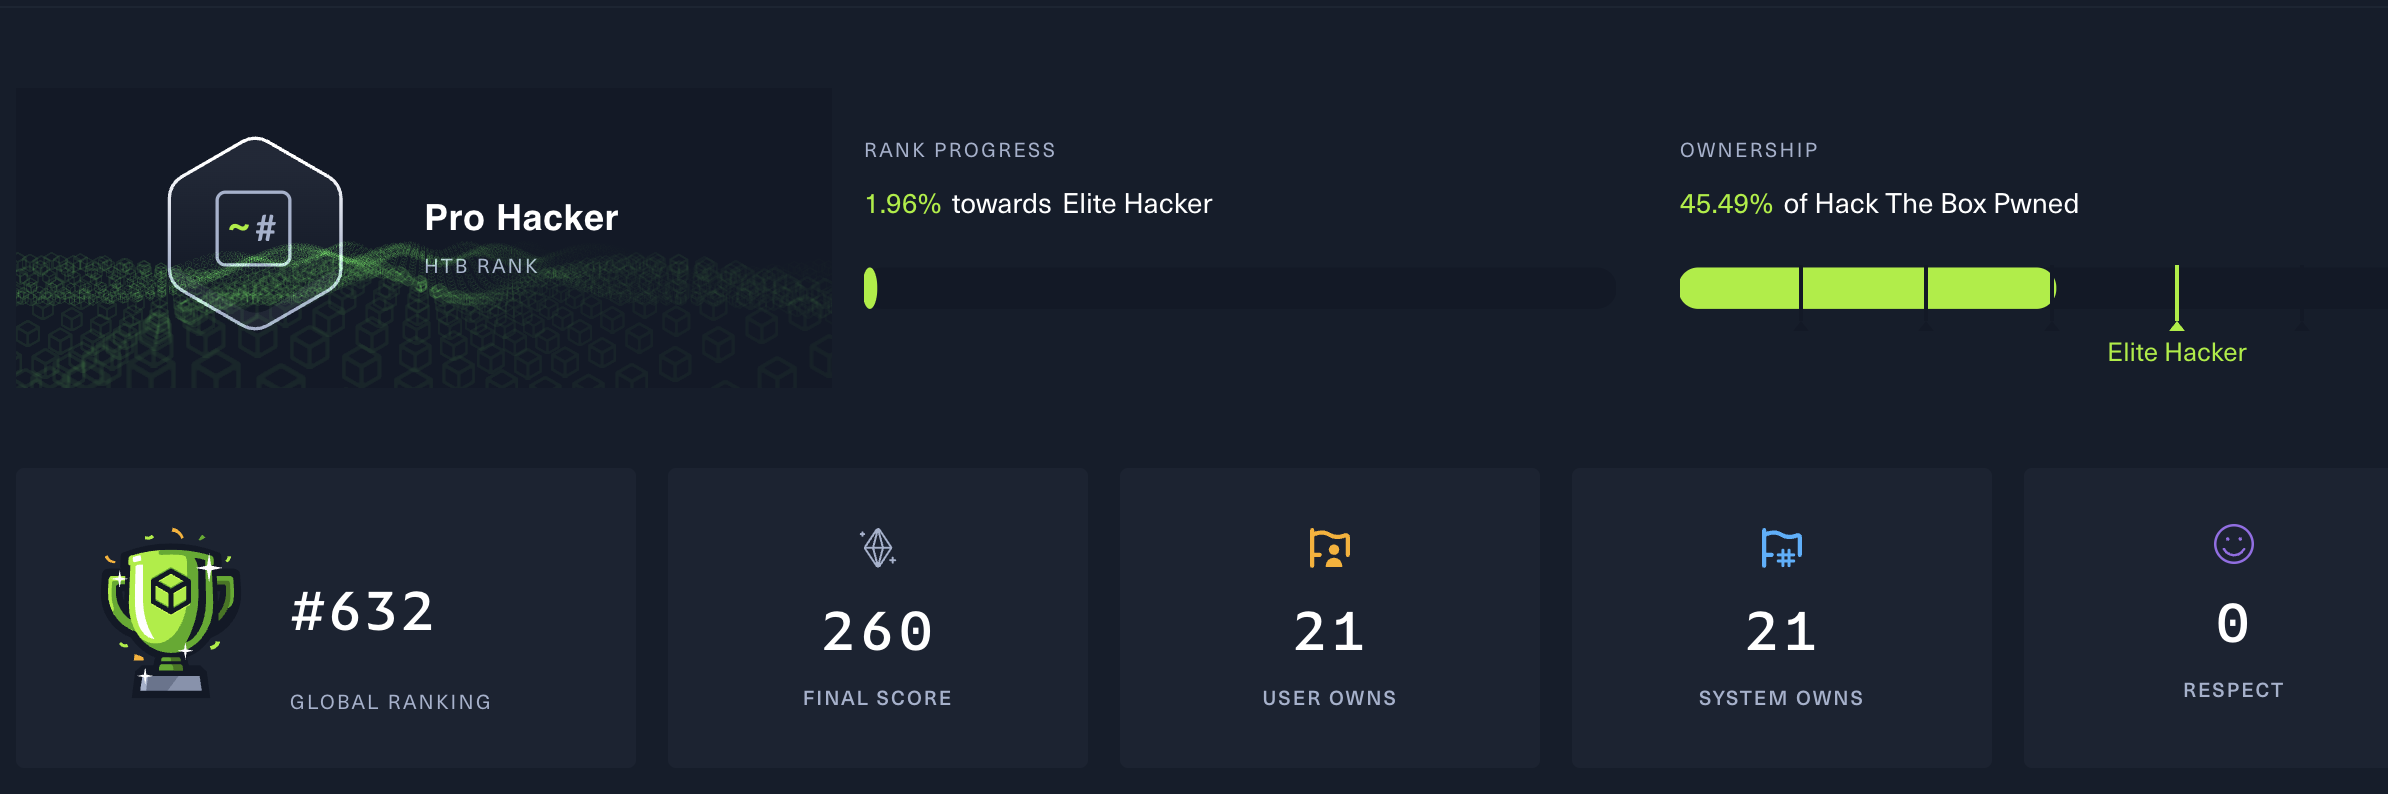 ~#
Pro Hacker
HTB RANK
RANK PROGRESS
1.96% towards Elite Hacker
OWNERSHIP
45.49% of Hack The Box Pwned
Elite Hacker
#632
GLOBAL RANKING
260
FINAL SCORE
21
USER OWNS
21
SYSTEM OWNS
0
RESPECT